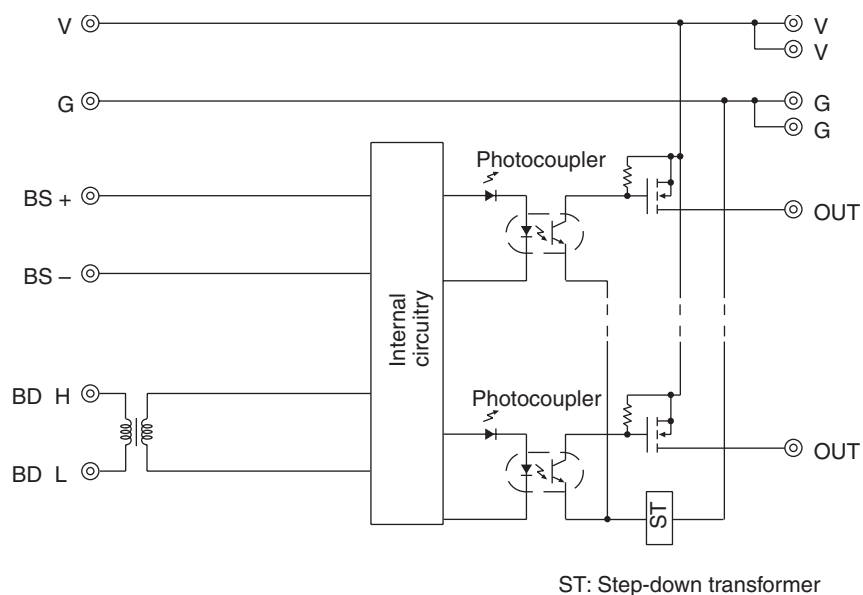 V
V
V
G
G
G
Photocoupler
BS +
OUT
BS –
Internal
circuitry
BD H
Photocoupler
OUT
BD L
ST
ST: Step-down transformer